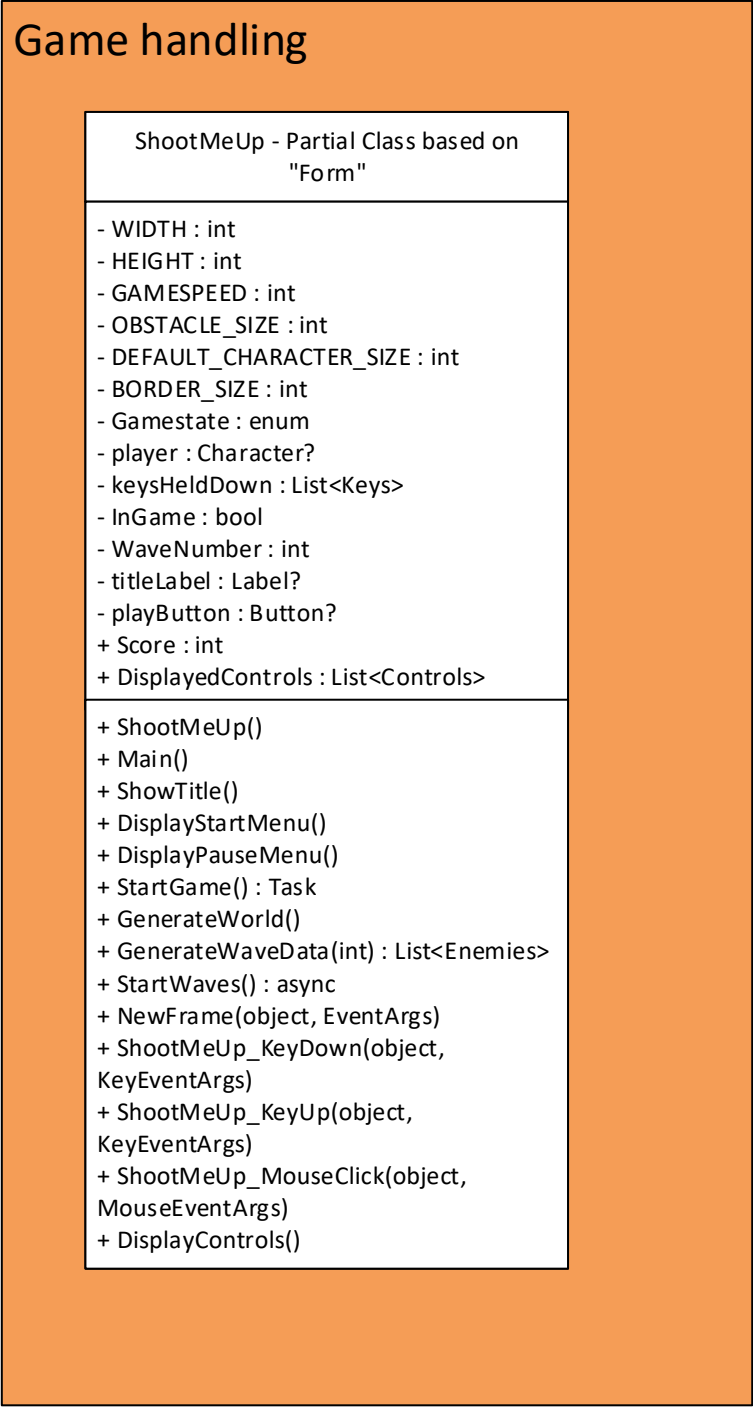 Game handling
ShootMeUp - Partial Class based on
"Form"
- WIDTH : int
- HEIGHT : int
- GAMESPEED : int
- OBSTACLE_SIZE : int
- DEFAULT_CHARACTER_SIZE : int
- BORDER_SIZE : int
- Gamestate : enum
- player : Character?
- keysHeldDown : List<Keys>
- InGame : bool
- WaveNumber : int
- titleLabel : Label?
- playButton : Button?
+ Score : int
+ DisplayedControls : List<Controls>
+ ShootMeUp()
+ Main()
+ ShowTitle()
+ DisplayStartMenu()
+ DisplayPauseMenu()
+ StartGame() : Task
+ GenerateWorld()
+ GenerateWaveData(int) : List<Enemies>
+ StartWaves() : async
+ NewFrame(object, EventArgs)
+ ShootMeUp_KeyDown(object,
KeyEventArgs)
+ ShootMeUp_KeyUp(object,
KeyEventArgs)
+ ShootMeUp_MouseClick(object,
MouseEventArgs)
+ DisplayControls()